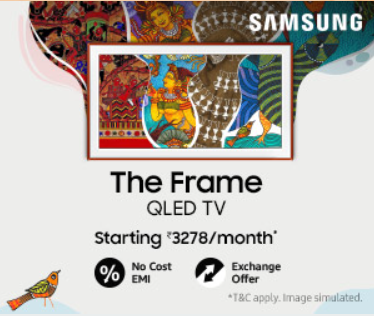 SAMSUNG
The Frame
QLED TV
Starting ₹3278/month*
% No Cost EMI
Exchange Offer
*T&C apply. Image simulated.